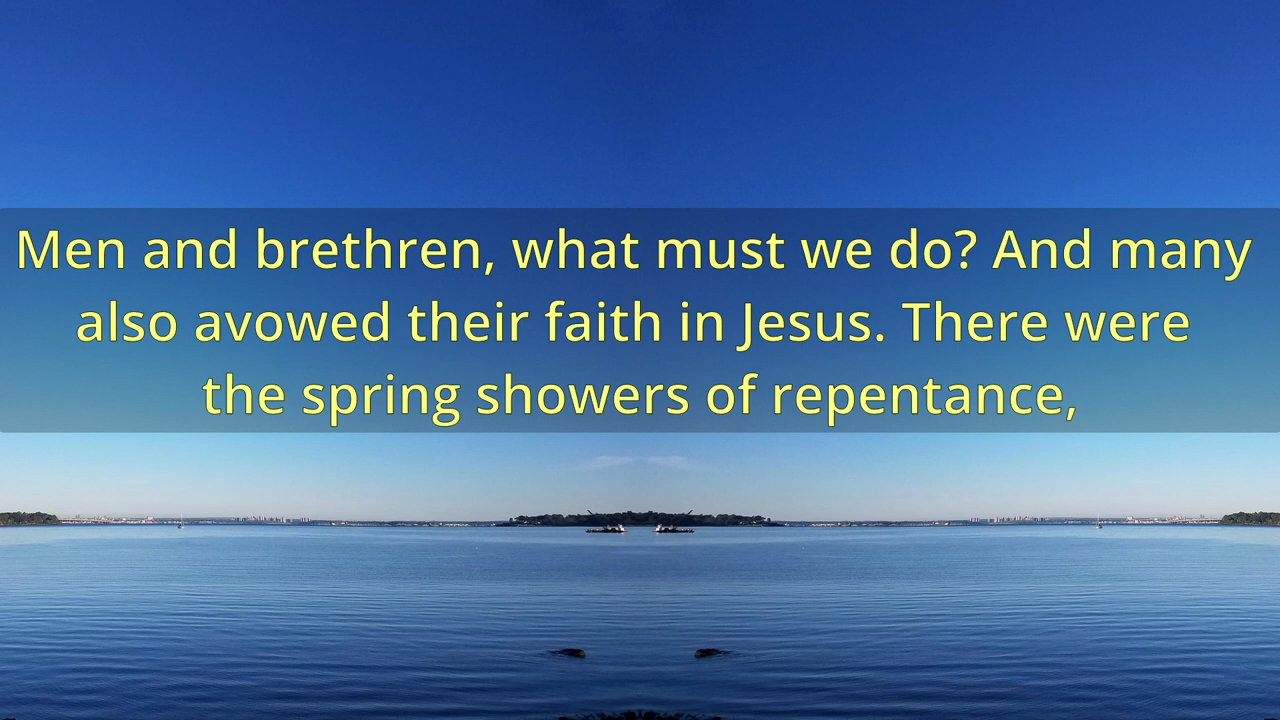 Men and brethren, what must we do? And many
also avowed their faith in Jesus. There were
the spring showers of repentance,